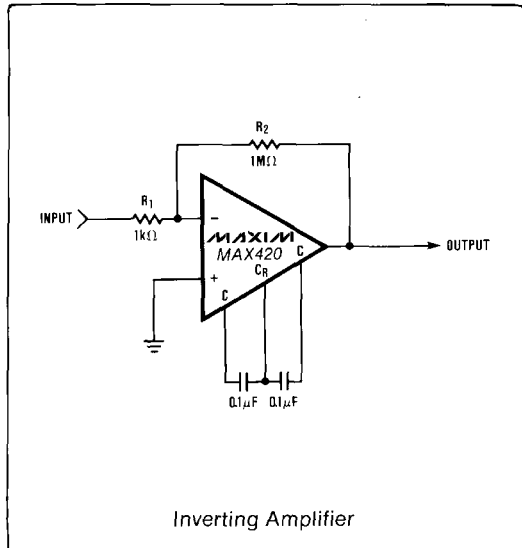 R2
1MΩ
R1
INPUT
1kΩ
−
MAXIM
MAX420
C
OUTPUT
CR
+
C
0.1μF 0.1μF
Inverting Amplifier